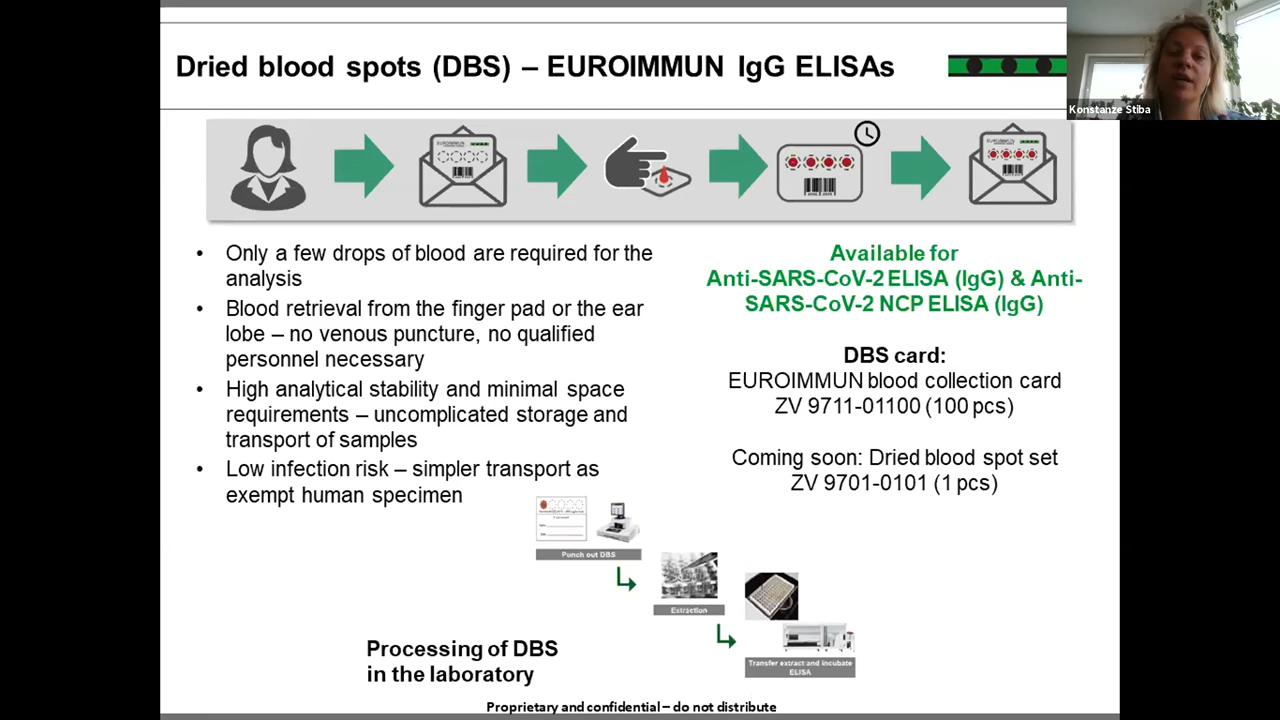 Dried blood spots (DBS) – EUROIMMUN IgG ELISAs
Konstanze Stiba
EUROIMMUN
EUROIMMUN
• Only a few drops of blood are required for the
analysis
• Blood retrieval from the finger pad or the ear
lobe – no venous puncture, no qualified
personnel necessary
• High analytical stability and minimal space
requirements – uncomplicated storage and
transport of samples
• Low infection risk – simpler transport as
exempt human specimen
Available for
Anti-SARS-CoV-2 ELISA (IgG) & Anti-
SARS-CoV-2 NCP ELISA (IgG)
DBS card:
EUROIMMUN blood collection card
ZV 9711-01100 (100 pcs)
Coming soon: Dried blood spot set
ZV 9701-0101 (1 pcs)
Punch out DBS
Extraction
Transfer extract and incubate
ELISA
Processing of DBS
in the laboratory
Proprietary and confidential – do not distribute